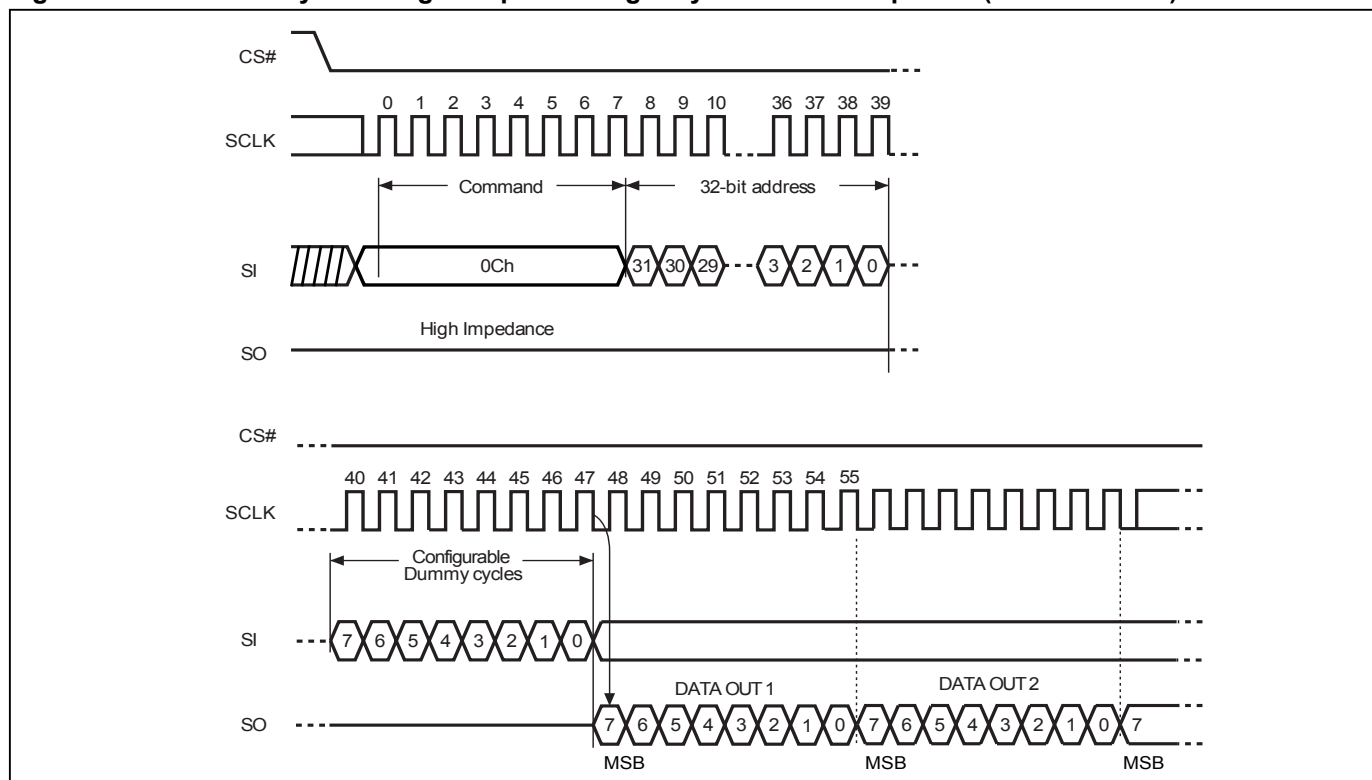 CS#
0 1 2 3 4 5 6 7 8 9 10 36 37 38 39
SCLK
Command 32-bit address
SI 0Ch 31 30 29 3 2 1 0
High Impedance
SO
CS#
40 41 42 43 44 45 46 47 48 49 50 51 52 53 54 55
SCLK
Configurable
Dummy cycles
SI 7 6 5 4 3 2 1 0
DATA OUT 1 DATA OUT 2
SO 7 6 5 4 3 2 1 0 7 6 5 4 3 2 1 0 7
MSB MSB MSB